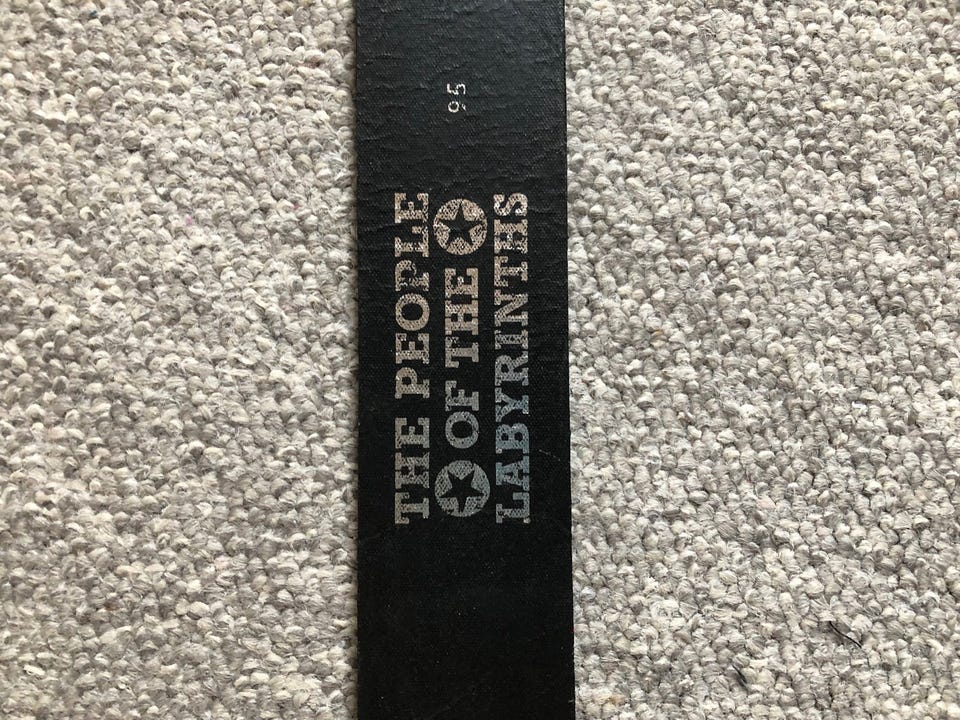 THE PEOPLE
OF THE
LABYRINTHS
95